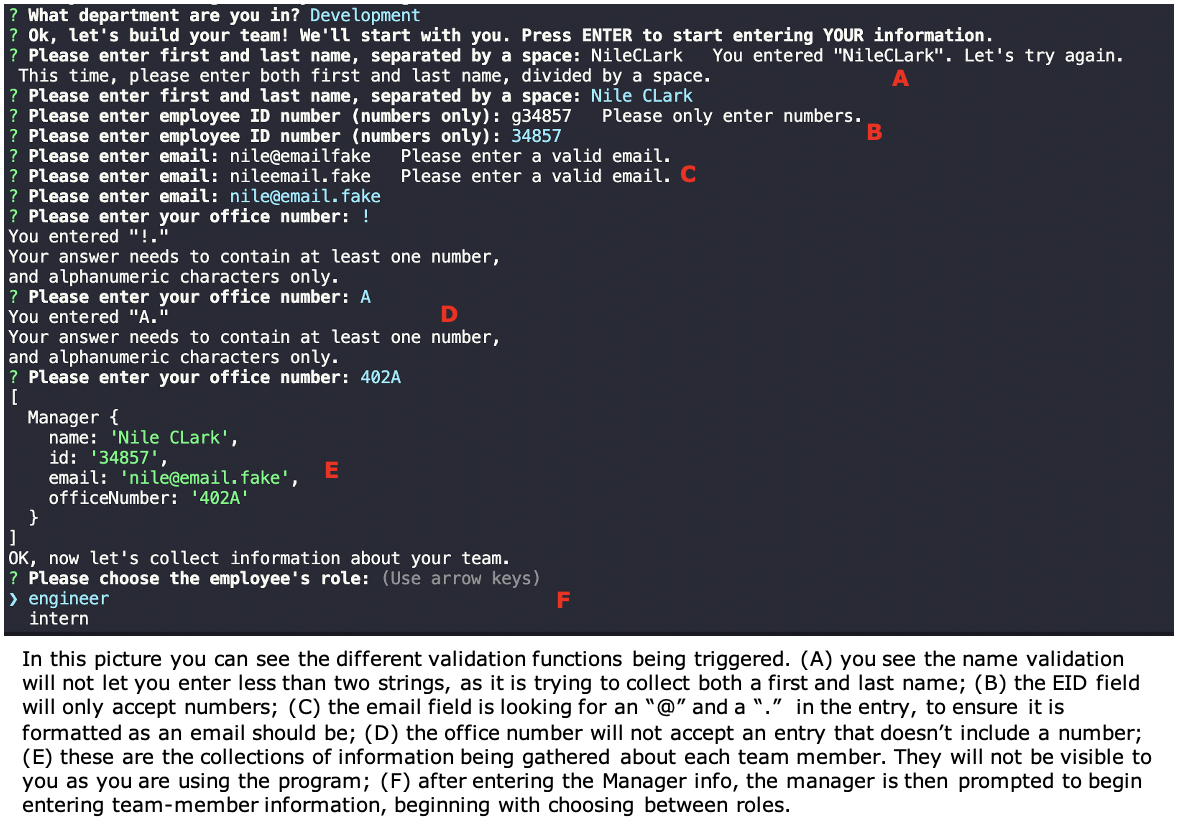 ? What department are you in? Development
? Ok, let's build your team! We'll start with you. Press ENTER to start entering YOUR information.
? Please enter first and last name, separated by a space: NileCLark   You entered "NileCLark". Let's try again.
 This time, please enter both first and last name, divided by a space. A
? Please enter first and last name, separated by a space: Nile CLark
? Please enter employee ID number (numbers only): g34857   Please only enter numbers.
? Please enter employee ID number (numbers only): 34857 B
? Please enter email: nile@emailfake   Please enter a valid email.
? Please enter email: nileemail.fake   Please enter a valid email. C
? Please enter email: nile@email.fake
? Please enter your office number: !
You entered "!."
Your answer needs to contain at least one number,
and alphanumeric characters only.
? Please enter your office number: A
You entered "A." D
Your answer needs to contain at least one number,
and alphanumeric characters only.
? Please enter your office number: 402A
[
  Manager {
    name: 'Nile CLark',
    id: '34857',
    email: 'nile@email.fake', E
    officeNumber: '402A'
  }
]
OK, now let's collect information about your team.
? Please choose the employee's role: (Use arrow keys)
❯ engineer F
  intern
In this picture you can see the different validation functions being triggered. (A) you see the name validation
will not let you enter less than two strings, as it is trying to collect both a first and last name; (B) the EID field
will only accept numbers; (C) the email field is looking for an “@” and a “.” in the entry, to ensure it is
formatted as an email should be; (D) the office number will not accept an entry that doesn’t include a number;
(E) these are the collections of information being gathered about each team member. They will not be visible to
you as you are using the program; (F) after entering the Manager info, the manager is then prompted to begin
entering team-member information, beginning with choosing between roles.